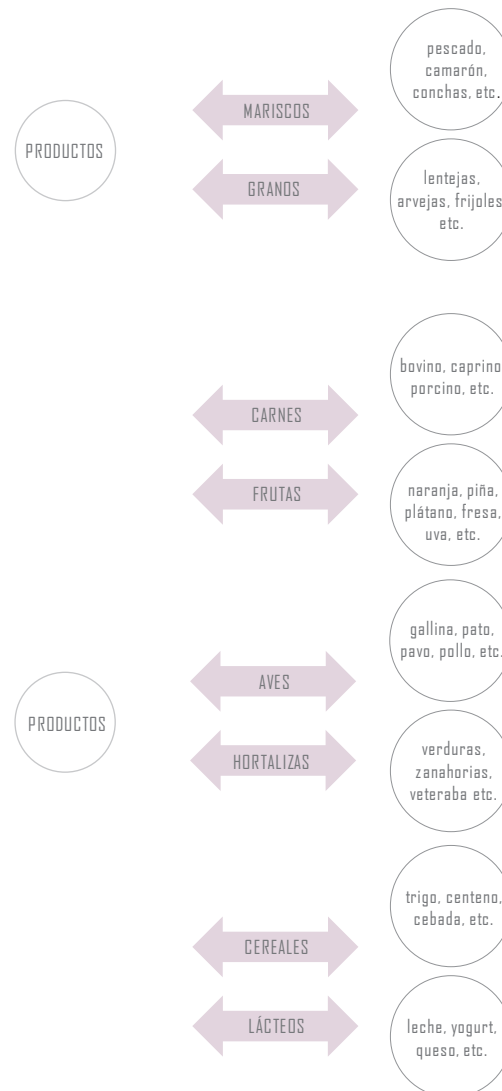 PRODUCTOS
MARISCOS
pescado,
camarón,
conchas, etc.
GRANOS
lentejas,
arvejas, frijoles
etc.
CARNES
bovino, caprino
porcino, etc.
FRUTAS
naranja, piña,
plátano, fresa,
uva, etc.
PRODUCTOS
AVES
gallina, pato,
pavo, pollo, etc.
HORTALIZAS
verduras,
zanahorias,
veteraba etc.
CEREALES
trigo, centeno,
cebada, etc.
LÁCTEOS
leche, yogurt,
queso, etc.